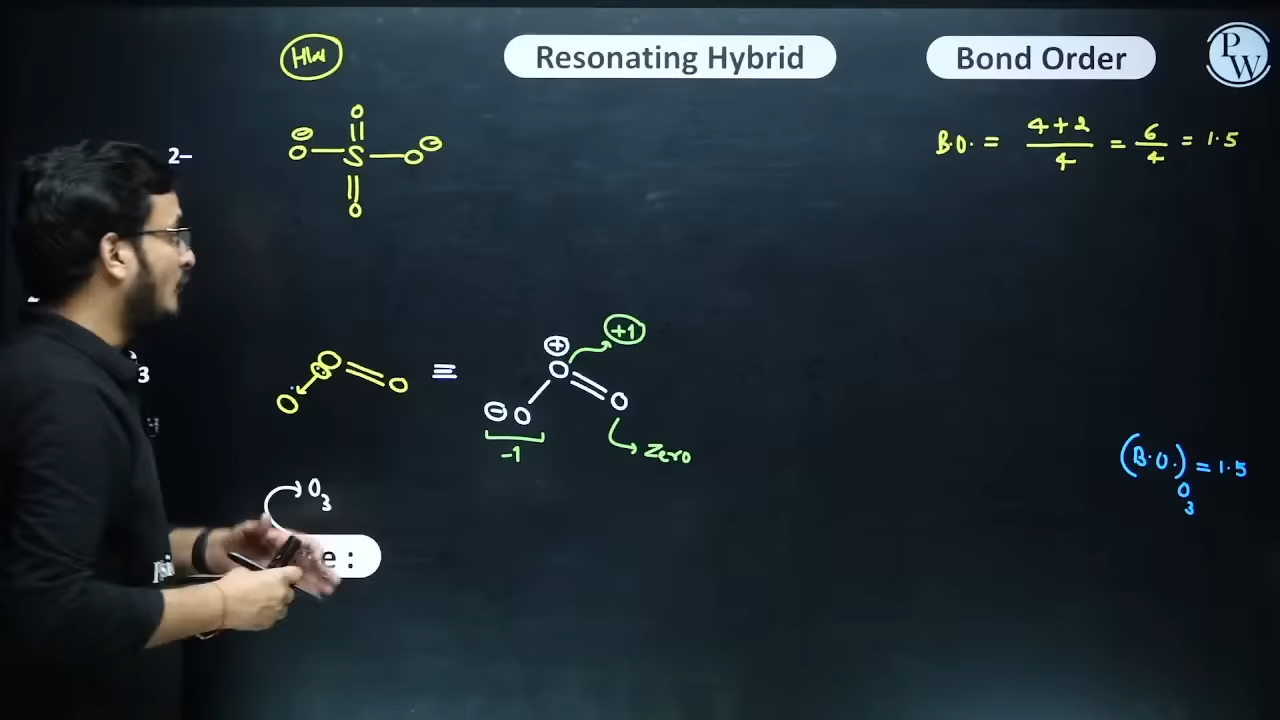 HW
Resonating Hybrid
Bond Order
PW
2–
O
⊖ O — S — O ⊖
O
B.O. = 4+2/4 = 6/4 = 1.5
+1
⊕
O O O ≡ ⊖ O O O
-1
Zero
3
(B.O.)O3 = 1.5
O3
e :